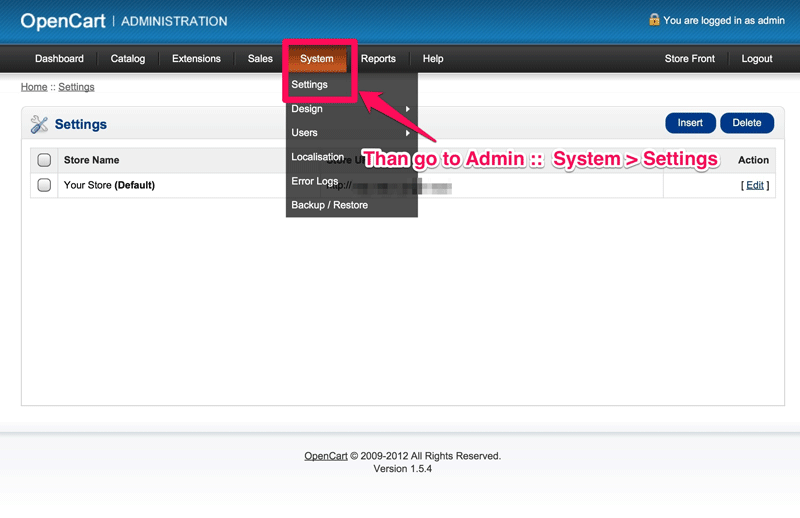 OpenCart | ADMINISTRATION
You are logged in as admin
Dashboard Catalog Extensions Sales System Reports Help Store Front Logout
Home :: Settings
Settings
Design
Users
Localisation
Error Logs
Backup / Restore
Settings
Insert Delete
Than go to Admin :: System > Settings
Store Name Store Action
Your Store (Default) http:// [ Edit ]
OpenCart © 2009-2012 All Rights Reserved.
Version 1.5.4